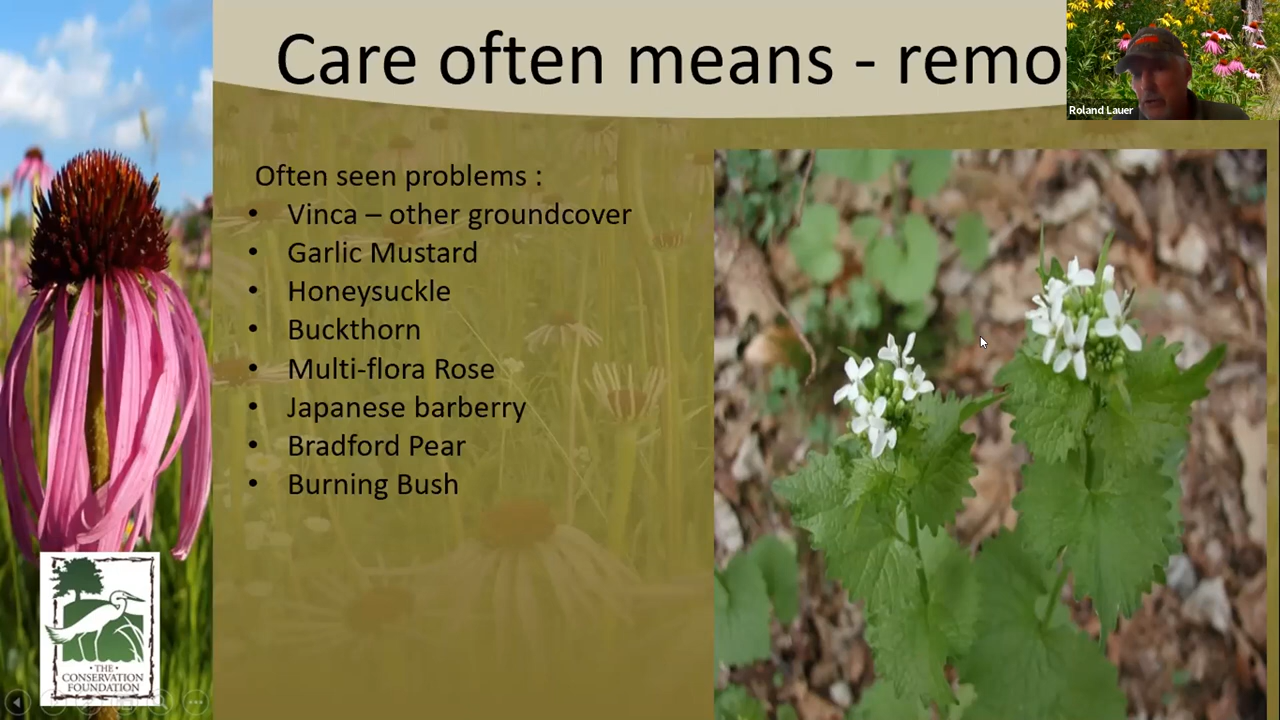 Care often means - remo
Roland Lauer
Often seen problems :
• Vinca – other groundcover
• Garlic Mustard
• Honeysuckle
• Buckthorn
• Multi-flora Rose
• Japanese barberry
• Bradford Pear
• Burning Bush
· THE ·
CONSERVATION
FOUNDATION